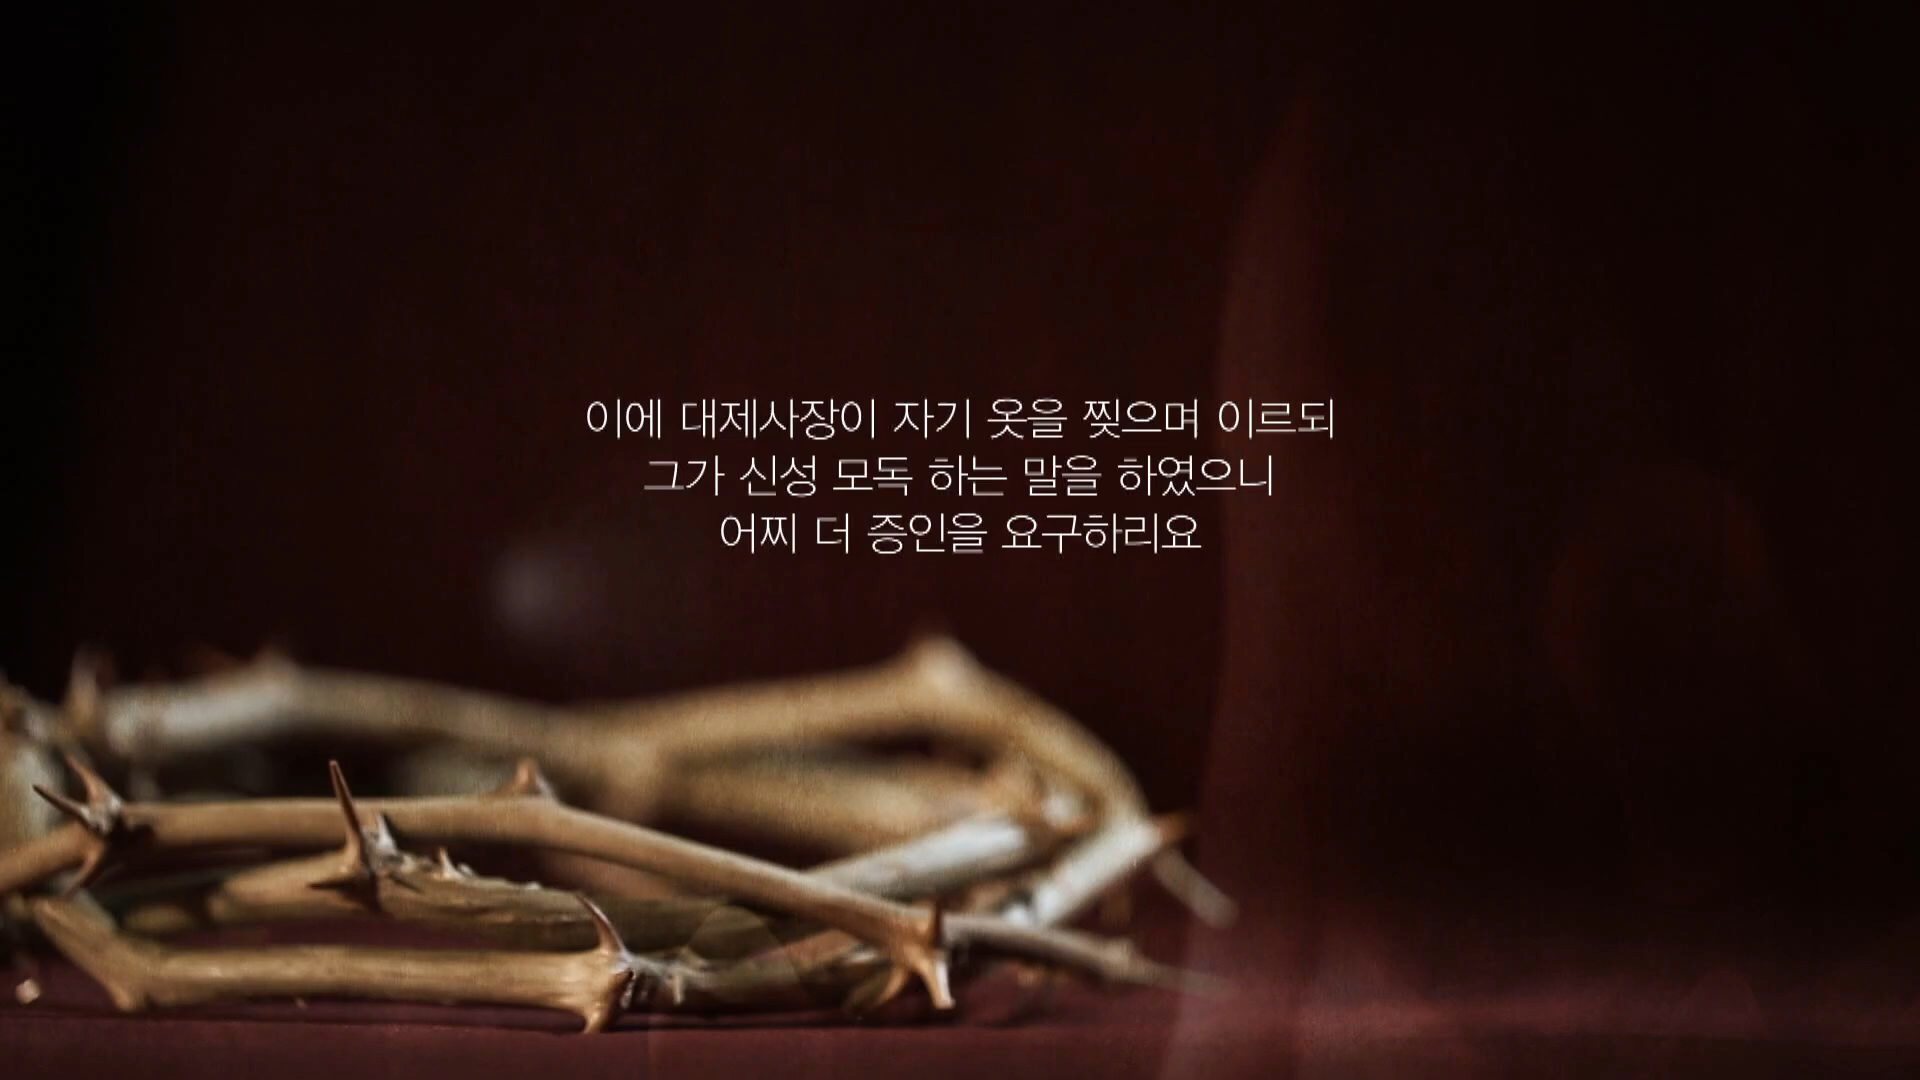 이에 대제사장이 자기 옷을 찢으며 이르되
그가 신성 모독 하는 말을 하였으니
어찌 더 증인을 요구하리요